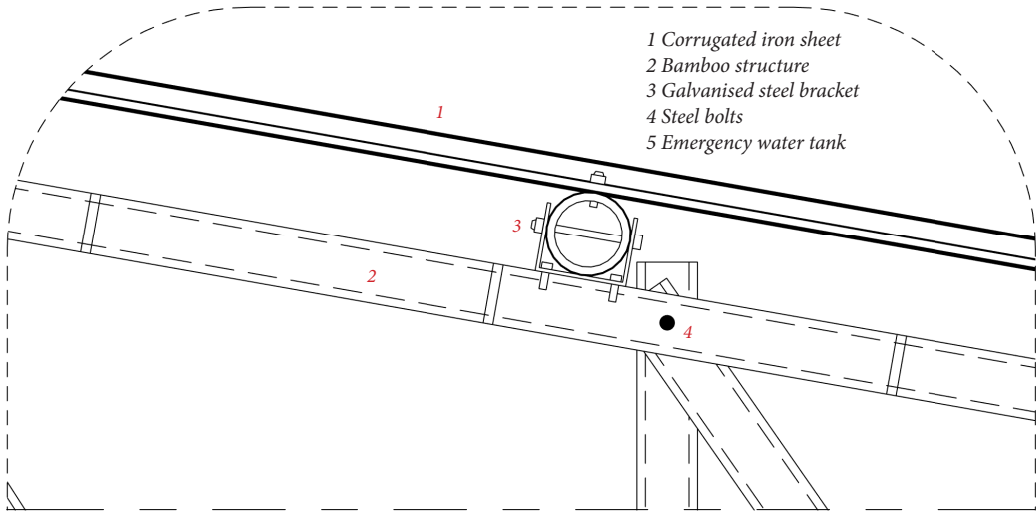 1 Corrugated iron sheet
2 Bamboo structure
3 Galvanised steel bracket
4 Steel bolts
5 Emergency water tank
1
3
2
4